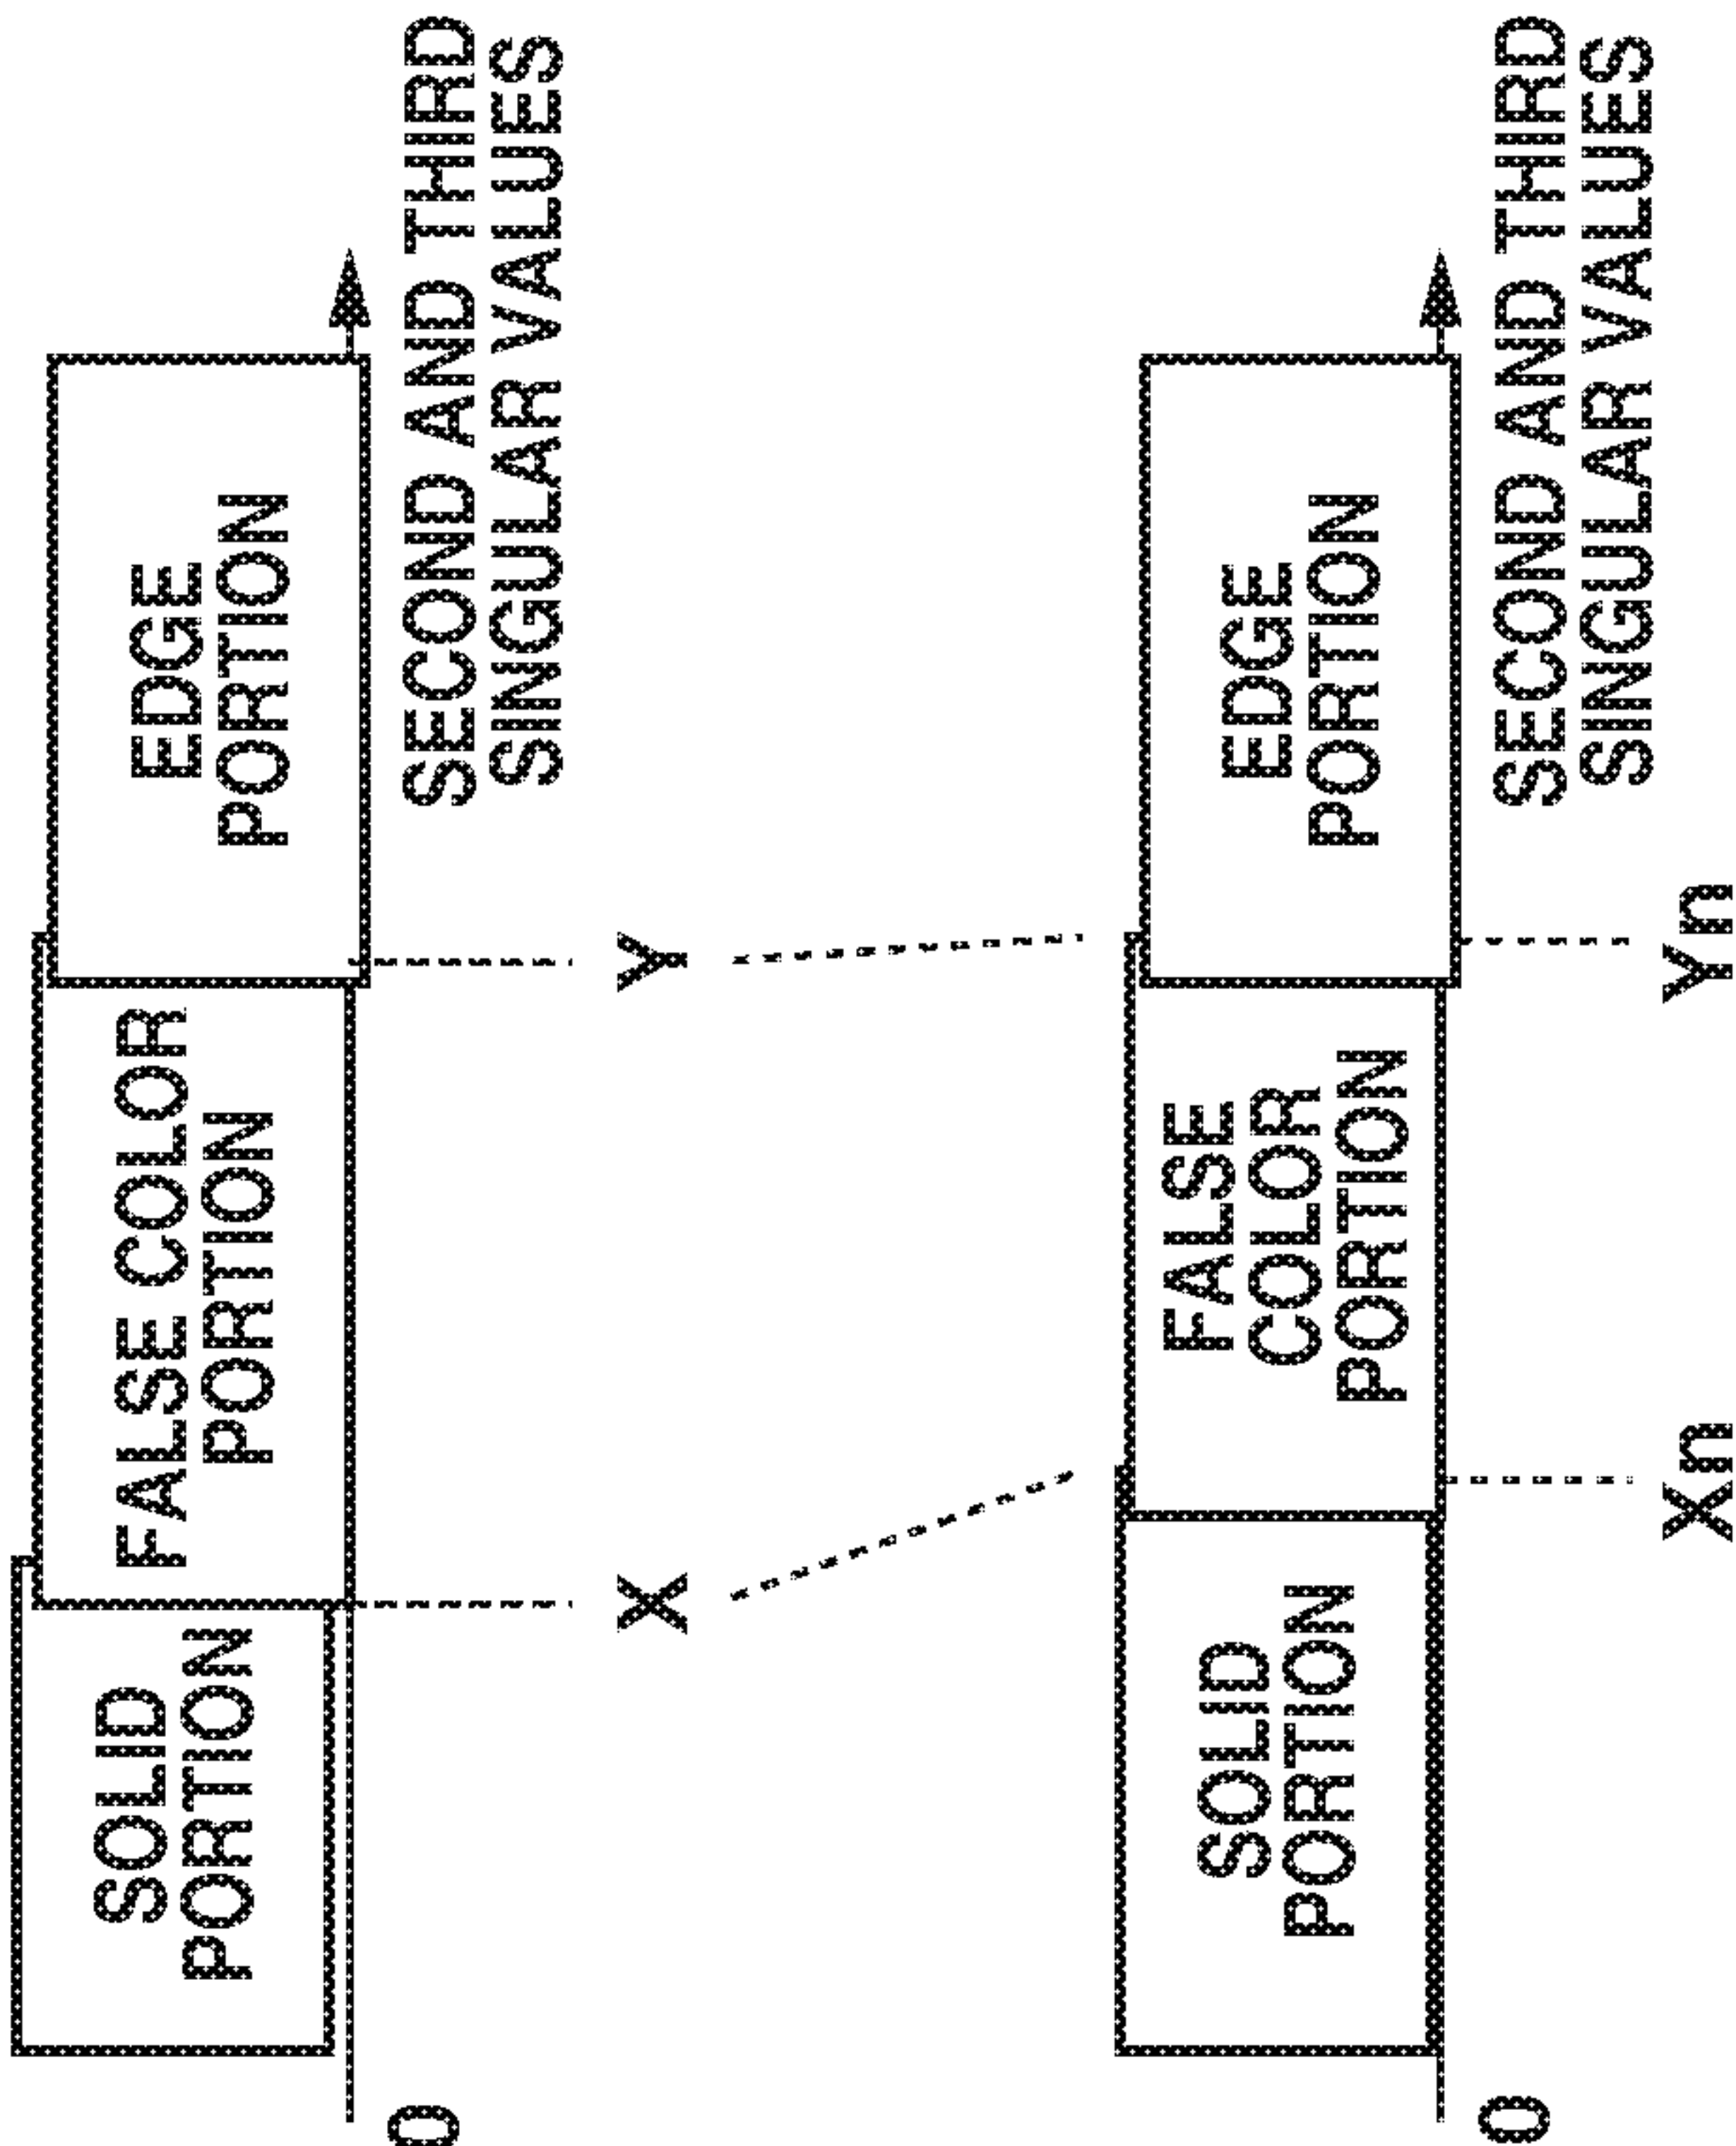 SOLID
PORTION
FALSE COLOR
PORTION
EDGE
PORTION
0
SECOND AND THIRD
SINGULAR VALUES
X
Y
SOLID
PORTION
FALSE
COLOR
PORTION
EDGE
PORTION
0
SECOND AND THIRD
SINGULAR VALUES
Xn
Yn